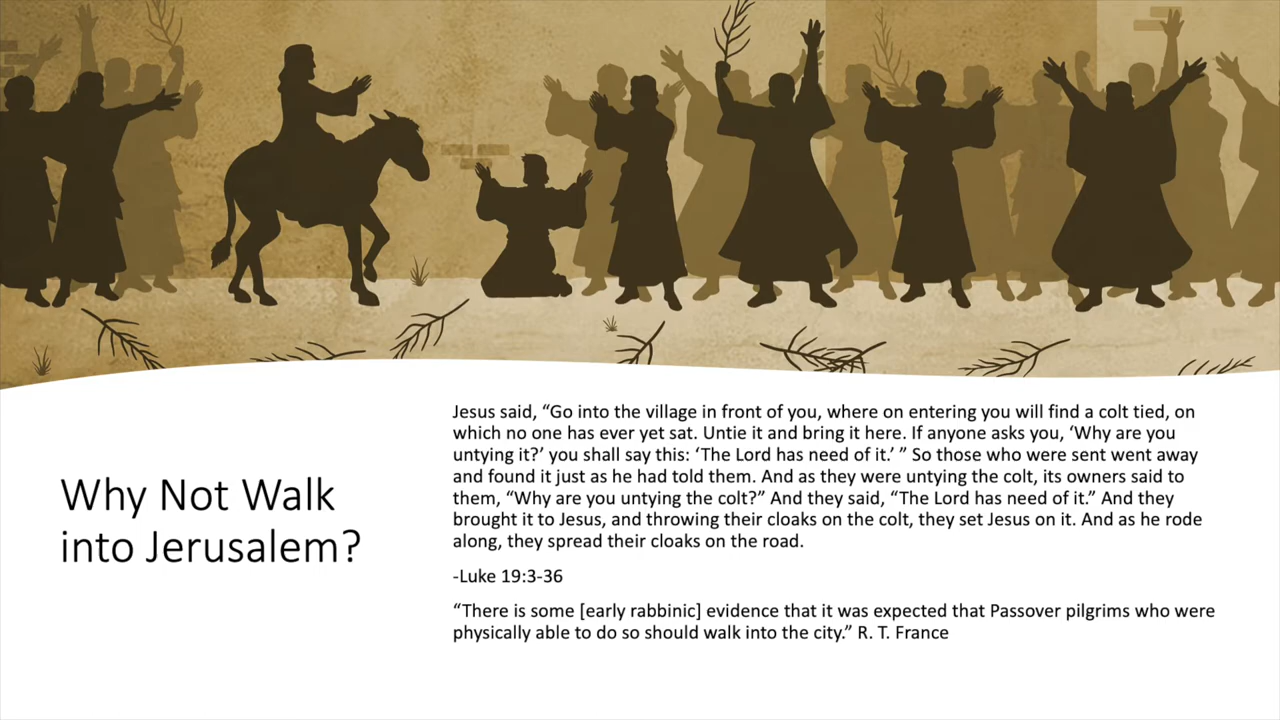 Why Not Walk
into Jerusalem?
Jesus said, “Go into the village in front of you, where on entering you will find a colt tied, on
which no one has ever yet sat. Untie it and bring it here. If anyone asks you, ‘Why are you
untying it?’ you shall say this: ‘The Lord has need of it.’ ” So those who were sent went away
and found it just as he had told them. And as they were untying the colt, its owners said to
them, “Why are you untying the colt?” And they said, “The Lord has need of it.” And they
brought it to Jesus, and throwing their cloaks on the colt, they set Jesus on it. And as he rode
along, they spread their cloaks on the road.
-Luke 19:3-36
“There is some [early rabbinic] evidence that it was expected that Passover pilgrims who were
physically able to do so should walk into the city.” R. T. France